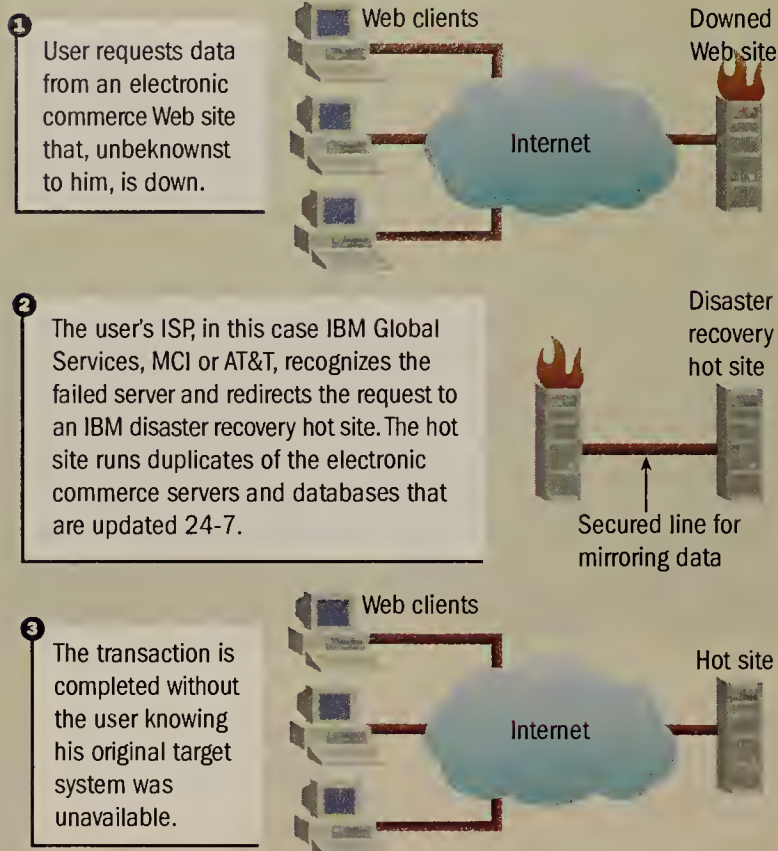 1
User requests data
from an electronic
commerce Web site
that, unbeknownst
to him, is down.
Web clients
Internet
Downed
Web site
2
The user's ISP, in this case IBM Global
Services, MCI or AT&T, recognizes the
failed server and redirects the request to
an IBM disaster recovery hot site. The hot
site runs duplicates of the electronic
commerce servers and databases that
are updated 24-7.
Disaster
recovery
hot site
Secured line for
mirroring data
3
The transaction is
completed without
the user knowing
his original target
system was
unavailable.
Web clients
Internet
Hot site